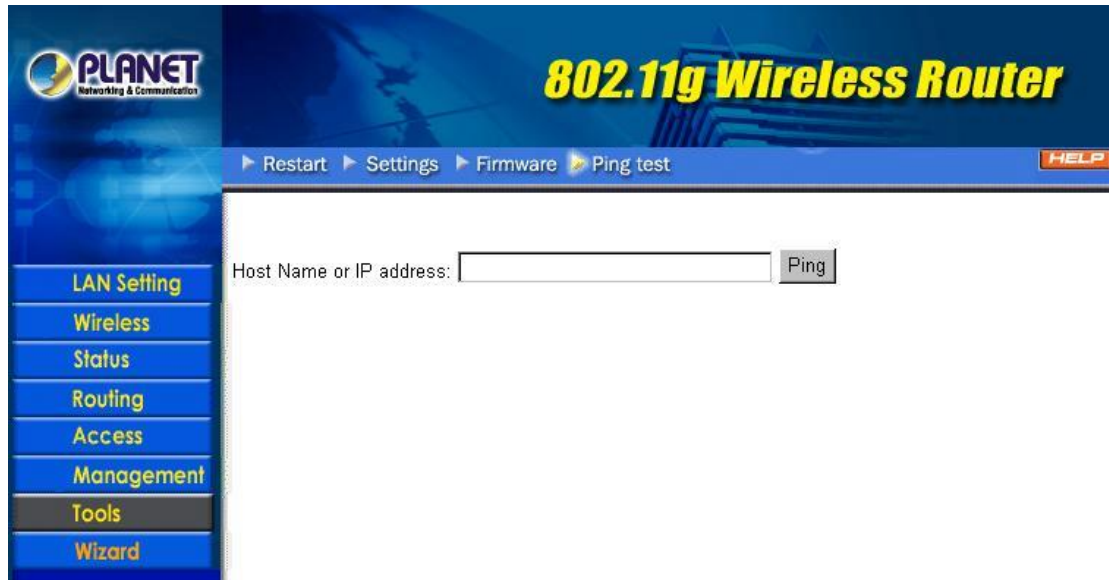 PLANET
Networking & Communication
802.11g Wireless Router
Restart Settings Firmware Ping test
HELP
Host Name or IP address: Ping
LAN Setting
Wireless
Status
Routing
Access
Management
Tools
Wizard